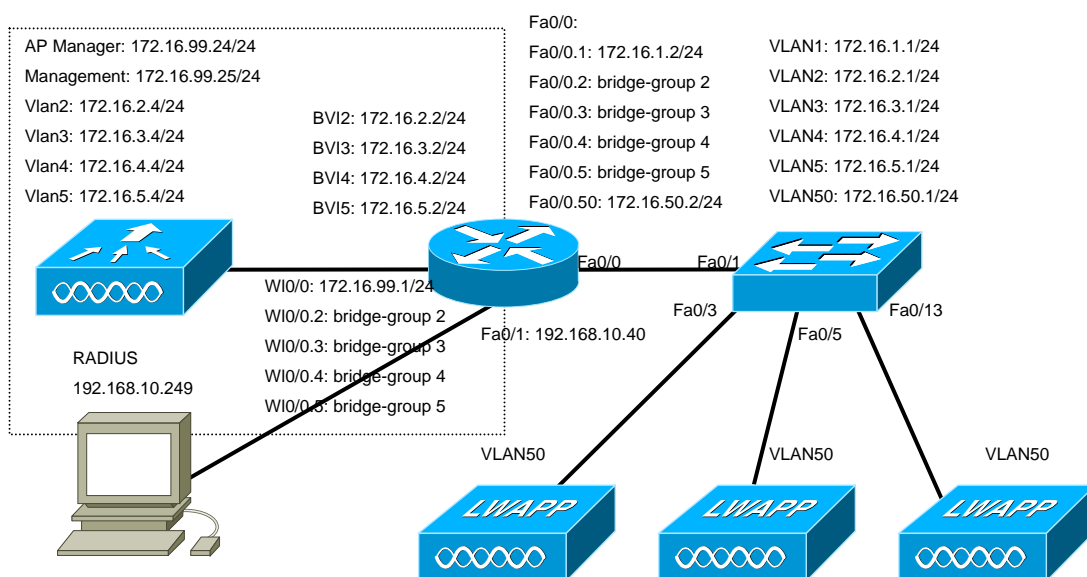 AP Manager: 172.16.99.24/24
Management: 172.16.99.25/24
Vlan2: 172.16.2.4/24
Vlan3: 172.16.3.4/24
Vlan4: 172.16.4.4/24
Vlan5: 172.16.5.4/24
BVI2: 172.16.2.2/24
BVI3: 172.16.3.2/24
BVI4: 172.16.4.2/24
BVI5: 172.16.5.2/24
Fa0/0:
Fa0/0.1: 172.16.1.2/24
Fa0/0.2: bridge-group 2
Fa0/0.3: bridge-group 3
Fa0/0.4: bridge-group 4
Fa0/0.5: bridge-group 5
Fa0/0.50: 172.16.50.2/24
VLAN1: 172.16.1.1/24
VLAN2: 172.16.2.1/24
VLAN3: 172.16.3.1/24
VLAN4: 172.16.4.1/24
VLAN5: 172.16.5.1/24
VLAN50: 172.16.50.1/24
Fa0/0
Fa0/1
WI0/0: 172.16.99.1/24
WI0/0.2: bridge-group 2
WI0/0.3: bridge-group 3
WI0/0.4: bridge-group 4
WI0/0.5: bridge-group 5
Fa0/1: 192.168.10.40
Fa0/3
Fa0/5
Fa0/13
RADIUS
192.168.10.249
VLAN50
VLAN50
VLAN50
LWAPP
LWAPP
LWAPP